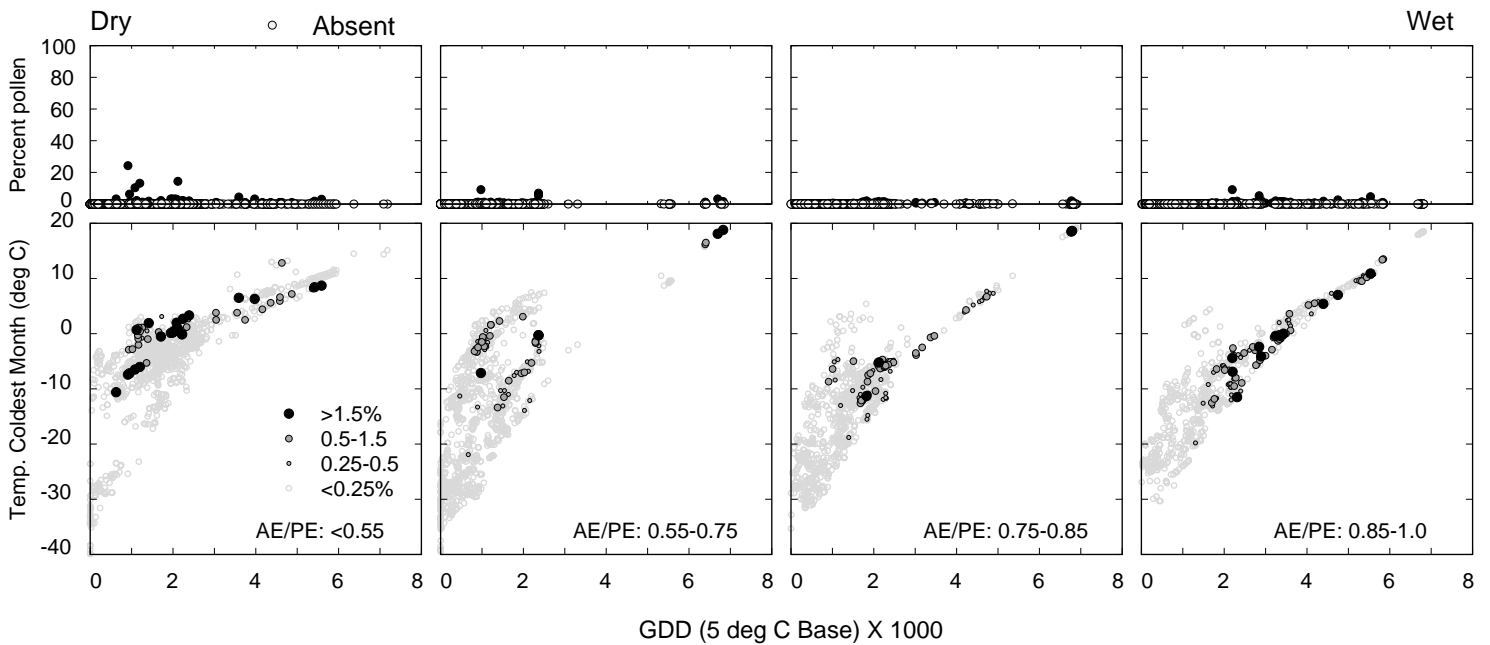 Dry
Absent
Wet
Percent pollen
100
80
60
40
20
0
Temp. Coldest Month (deg C)
20
10
0
-10
-20
-30
-40
>1.5%
0.5-1.5
0.25-0.5
<0.25%
AE/PE: <0.55
AE/PE: 0.55-0.75
AE/PE: 0.75-0.85
AE/PE: 0.85-1.0
0 2 4 6 8 0 2 4 6 8 0 2 4 6 8 0 2 4 6 8
GDD (5 deg C Base) X 1000